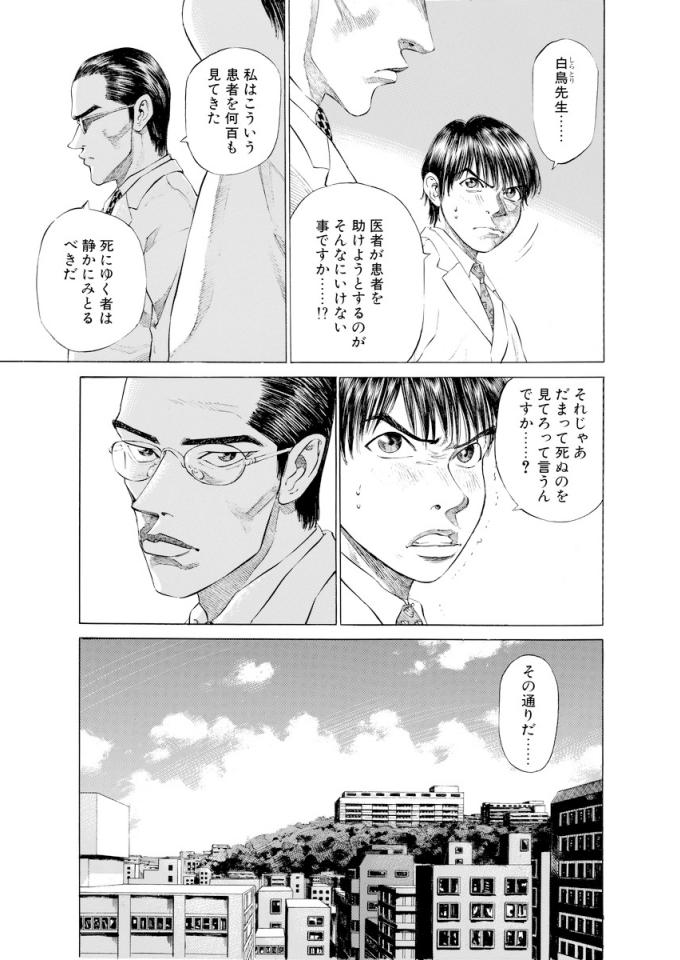 白鳥先生……
しらとり
医者が患者を
助けようとするのが
そんなにいけない
事ですか……!?
私はこういう
患者を何百も
見てきた
死にゆく者は
静かにみとる
べきだ
それじゃあ
だまって死ぬのを
見てろって言うん
ですか……?
その通りだ……